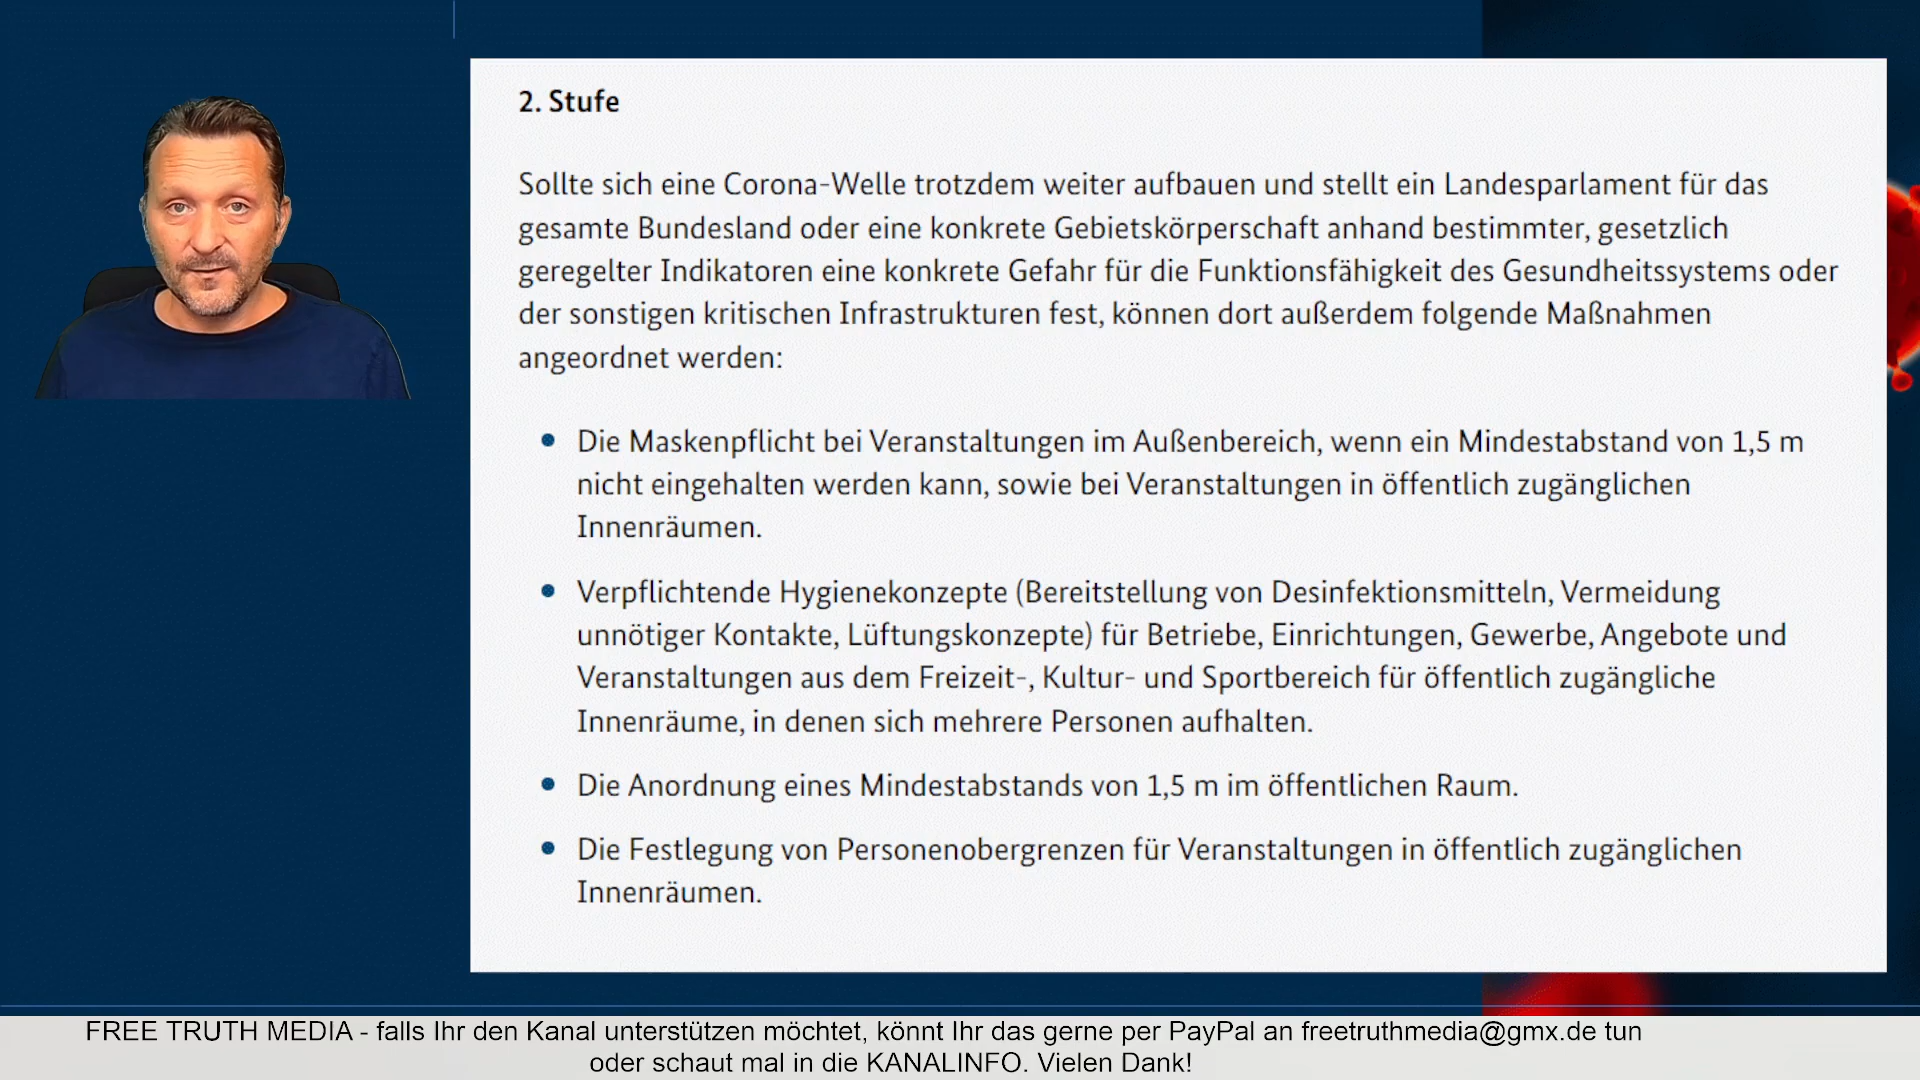 2. Stufe
Sollte sich eine Corona-Welle trotzdem weiter aufbauen und stellt ein Landesparlament für das
gesamte Bundesland oder eine konkrete Gebietskörperschaft anhand bestimmter, gesetzlich
geregelter Indikatoren eine konkrete Gefahr für die Funktionsfähigkeit des Gesundheitssystems oder
der sonstigen kritischen Infrastrukturen fest, können dort außerdem folgende Maßnahmen
angeordnet werden:
• Die Maskenpflicht bei Veranstaltungen im Außenbereich, wenn ein Mindestabstand von 1,5 m
nicht eingehalten werden kann, sowie bei Veranstaltungen in öffentlich zugänglichen
Innenräumen.
• Verpflichtende Hygienekonzepte (Bereitstellung von Desinfektionsmitteln, Vermeidung
unnötiger Kontakte, Lüftungskonzepte) für Betriebe, Einrichtungen, Gewerbe, Angebote und
Veranstaltungen aus dem Freizeit-, Kultur- und Sportbereich für öffentlich zugängliche
Innenräume, in denen sich mehrere Personen aufhalten.
• Die Anordnung eines Mindestabstands von 1,5 m im öffentlichen Raum.
• Die Festlegung von Personenobergrenzen für Veranstaltungen in öffentlich zugänglichen
Innenräumen.
FREE TRUTH MEDIA - falls Ihr den Kanal unterstützen möchtet, könnt Ihr das gerne per PayPal an freetruthmedia@gmx.de tun
oder schaut mal in die KANALINFO. Vielen Dank!